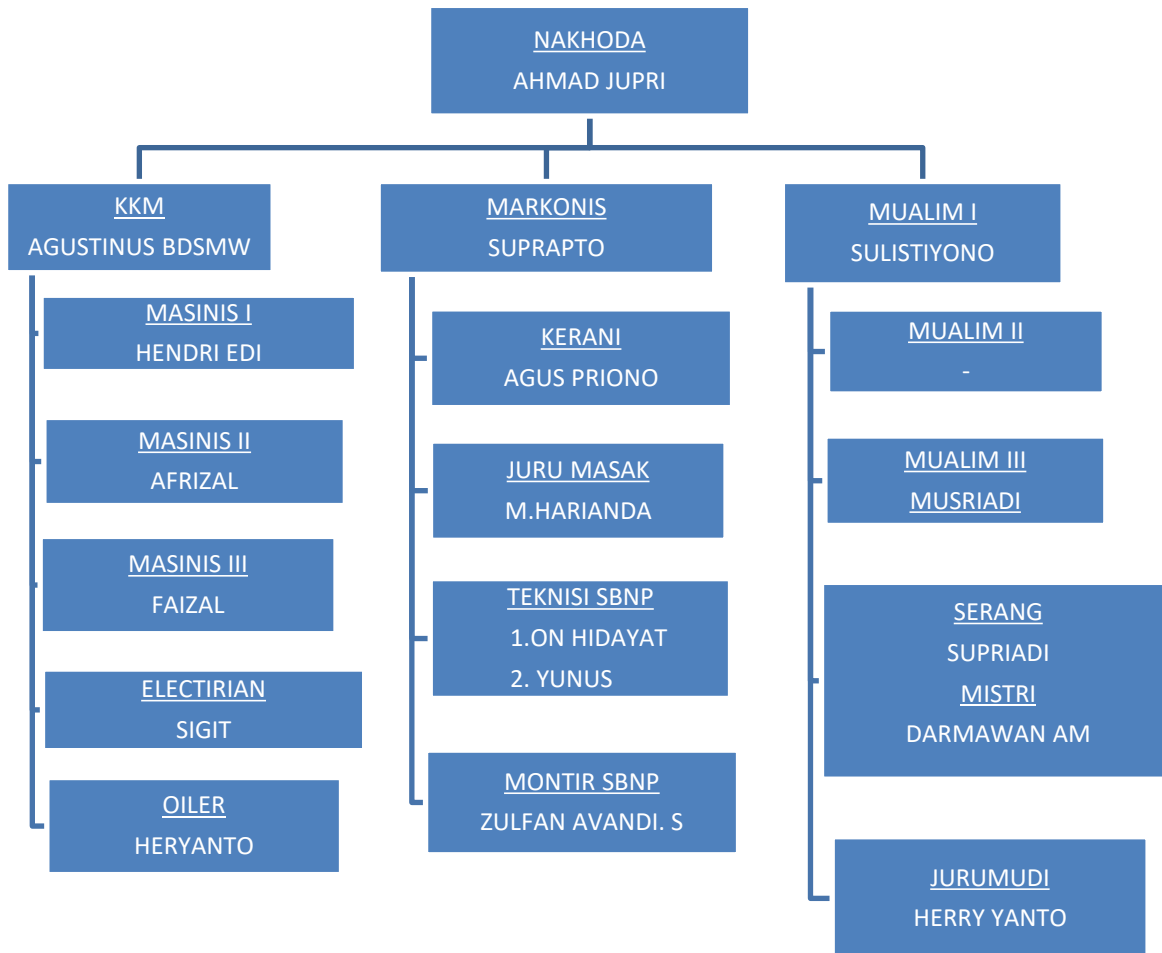 NAKHODA
AHMAD JUPRI
KKM
AGUSTINUS BDSMW
MASINIS I
HENDRI EDI
MASINIS II
AFRIZAL
MASINIS III
FAIZAL
ELECTIRIAN
SIGIT
OILER
HERYANTO
MARKONIS
SUPRAPTO
KERANI
AGUS PRIONO
JURU MASAK
M.HARIANDA
TEKNISI SBNP
1.ON HIDAYAT
2. YUNUS
MONTIR SBNP
ZULFAN AVANDI. S
MUALIM I
SULISTIYONO
MUALIM II
-
MUALIM III
MUSRIADI
SERANG
SUPRIADI
MISTRI
DARMAWAN AM
JURUMUDI
HERRY YANTO